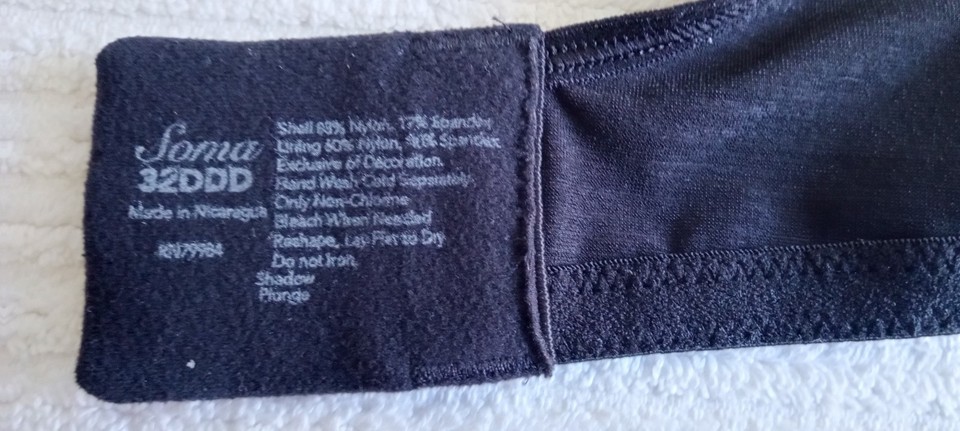 Soma
32DDD
Made in Nicaragua
RN79984
Shell 83% Nylon, 17% Spandex
Lining 60% Nylon, 40% Spandex
Exclusive of Decoration.
Hand Wash Cold Separately.
Only Non-Chlorine
Bleach When Needed
Reshape, Lay Flat to Dry
Do not Iron.
Shadow
Plunge